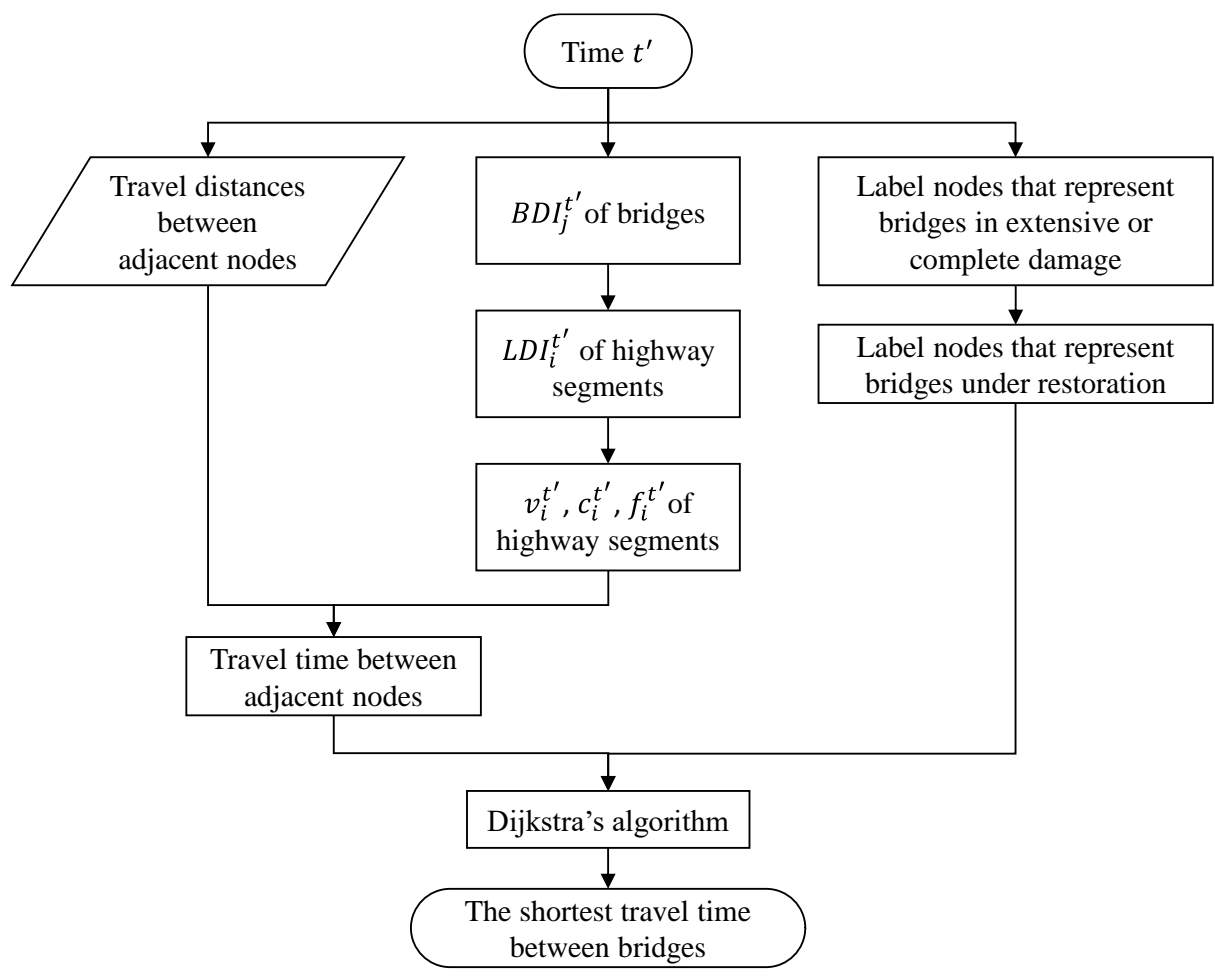 Time t′
Travel distances
between
adjacent nodes
BDI_j^{t′} of bridges
Label nodes that represent
bridges in extensive or
complete damage
LDI_i^{t′} of highway
segments
Label nodes that represent
bridges under restoration
v_i^{t′}, c_i^{t′}, f_i^{t′} of
highway segments
Travel time between
adjacent nodes
Dijkstra’s algorithm
The shortest travel time
between bridges